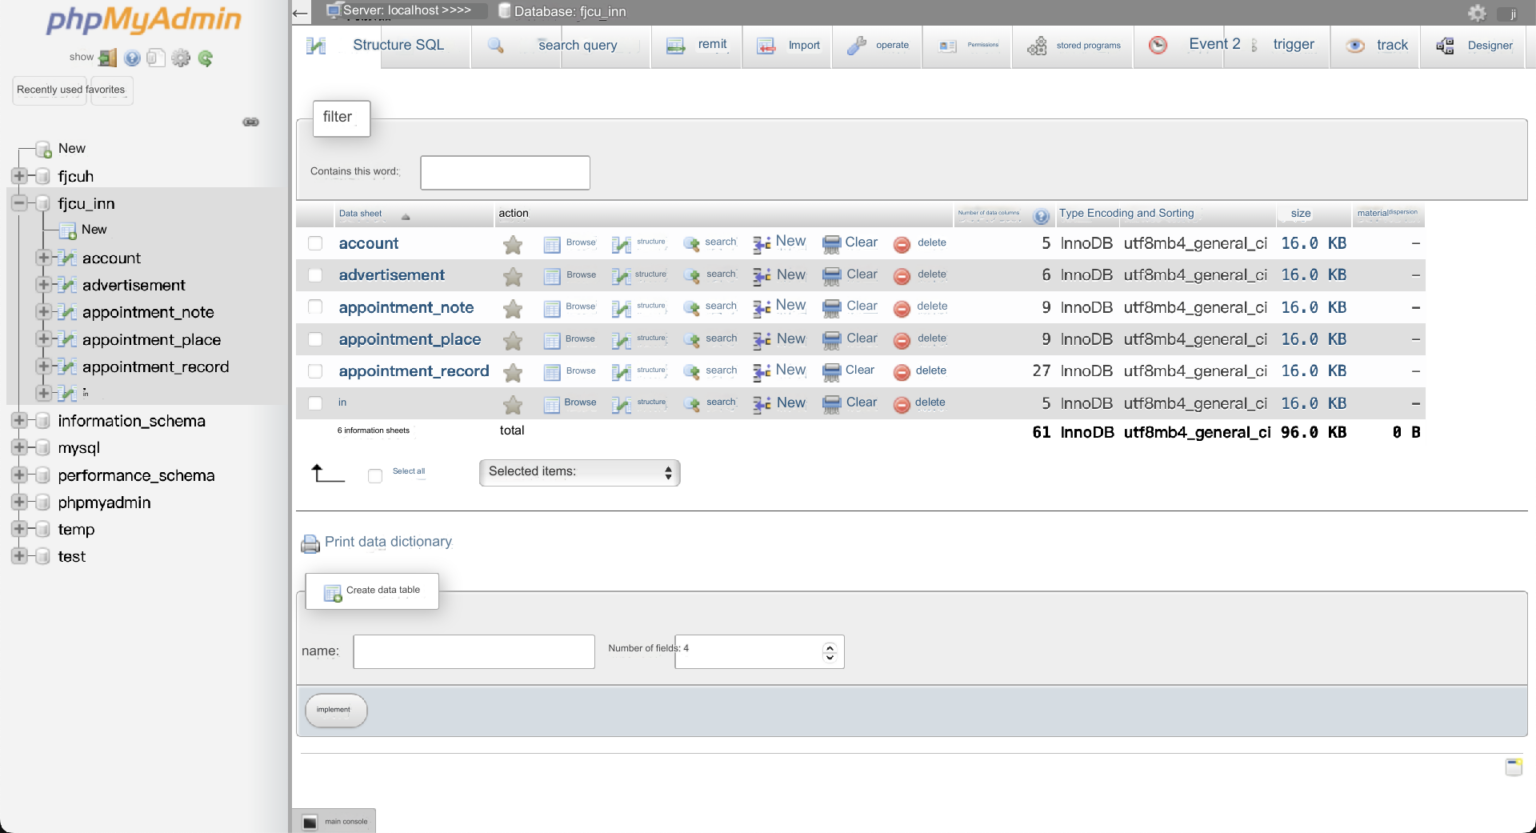 phpMyAdmin
Server: localhost >>>> Database: fjcu_inn
show
Recently used favorites
Structure SQL search query remit Import operate Permissions stored programs Event 2 trigger track Designer
New
fjcuh
fjcu_inn
New
account
advertisement
appointment_note
appointment_place
appointment_record
in
information_schema
mysql
performance_schema
phpmyadmin
temp
test
filter
Contains this word:
Data sheet action Number of data columns Type Encoding and Sorting size materialdispersion
account Browse structure search New Clear delete 5 InnoDB utf8mb4_general_ci 16.0 KB –
advertisement Browse structure search New Clear delete 6 InnoDB utf8mb4_general_ci 16.0 KB –
appointment_note Browse structure search New Clear delete 9 InnoDB utf8mb4_general_ci 16.0 KB –
appointment_place Browse structure search New Clear delete 9 InnoDB utf8mb4_general_ci 16.0 KB –
appointment_record Browse structure search New Clear delete 27 InnoDB utf8mb4_general_ci 16.0 KB –
in Browse structure search New Clear delete 5 InnoDB utf8mb4_general_ci 16.0 KB –
6 information sheets total 61 InnoDB utf8mb4_general_ci 96.0 KB 0 B
Select all Selected items:
Print data dictionary
Create data table
name: Number of fields: 4
implement
main console